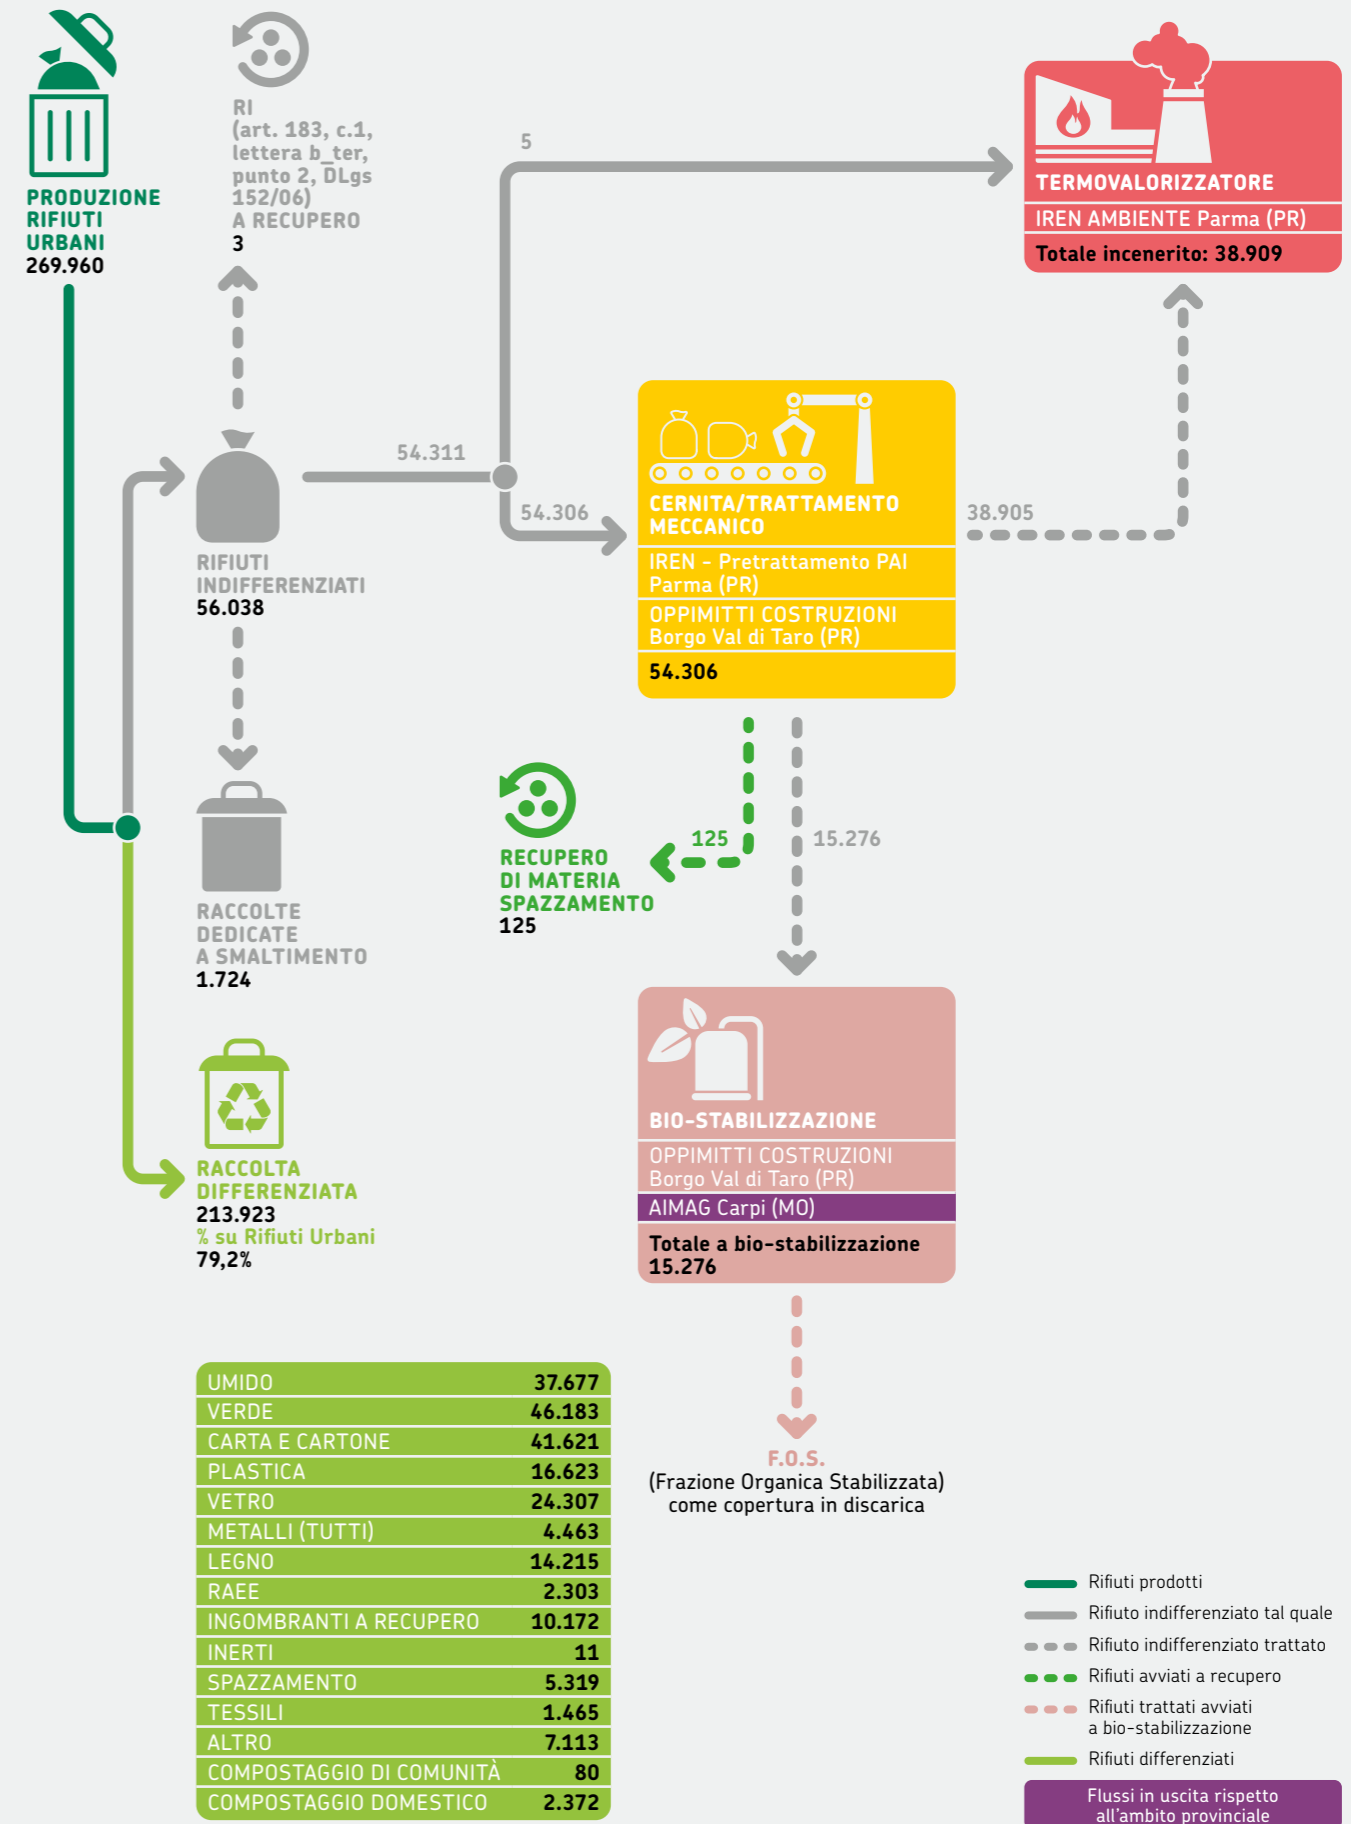 PRODUZIONE
RIFIUTI
URBANI
269.960
RI
(art. 183, c.1,
lettera b_ter,
punto 2, DLgs
152/06)
A RECUPERO
3
5
TERMOVALORIZZATORE
IREN AMBIENTE Parma (PR)
Totale incenerito: 38.909
54.311
54.306
RIFIUTI
INDIFFERENZIATI
56.038
CERNITA/TRATTAMENTO
MECCANICO
IREN - Pretrattamento PAI
Parma (PR)
OPPIMITTI COSTRUZIONI
Borgo Val di Taro (PR)
54.306
38.905
RACCOLTE
DEDICATE
A SMALTIMENTO
1.724
RECUPERO
DI MATERIA
SPAZZAMENTO
125
125
15.276
RACCOLTA
DIFFERENZIATA
213.923
% su Rifiuti Urbani
79,2%
BIO-STABILIZZAZIONE
OPPIMITTI COSTRUZIONI
Borgo Val di Taro (PR)
AIMAG Carpi (MO)
Totale a bio-stabilizzazione
15.276
F.O.S.
(Frazione Organica Stabilizzata)
come copertura in discarica
UMIDO 37.677
VERDE 46.183
CARTA E CARTONE 41.621
PLASTICA 16.623
VETRO 24.307
METALLI (TUTTI) 4.463
LEGNO 14.215
RAEE 2.303
INGOMBRANTI A RECUPERO 10.172
INERTI 11
SPAZZAMENTO 5.319
TESSILI 1.465
ALTRO 7.113
COMPOSTAGGIO DI COMUNITÀ 80
COMPOSTAGGIO DOMESTICO 2.372
Rifiuti prodotti
Rifiuto indifferenziato tal quale
Rifiuto indifferenziato trattato
Rifiuti avviati a recupero
Rifiuti trattati avviati
a bio-stabilizzazione
Rifiuti differenziati
Flussi in uscita rispetto
all'ambito provinciale